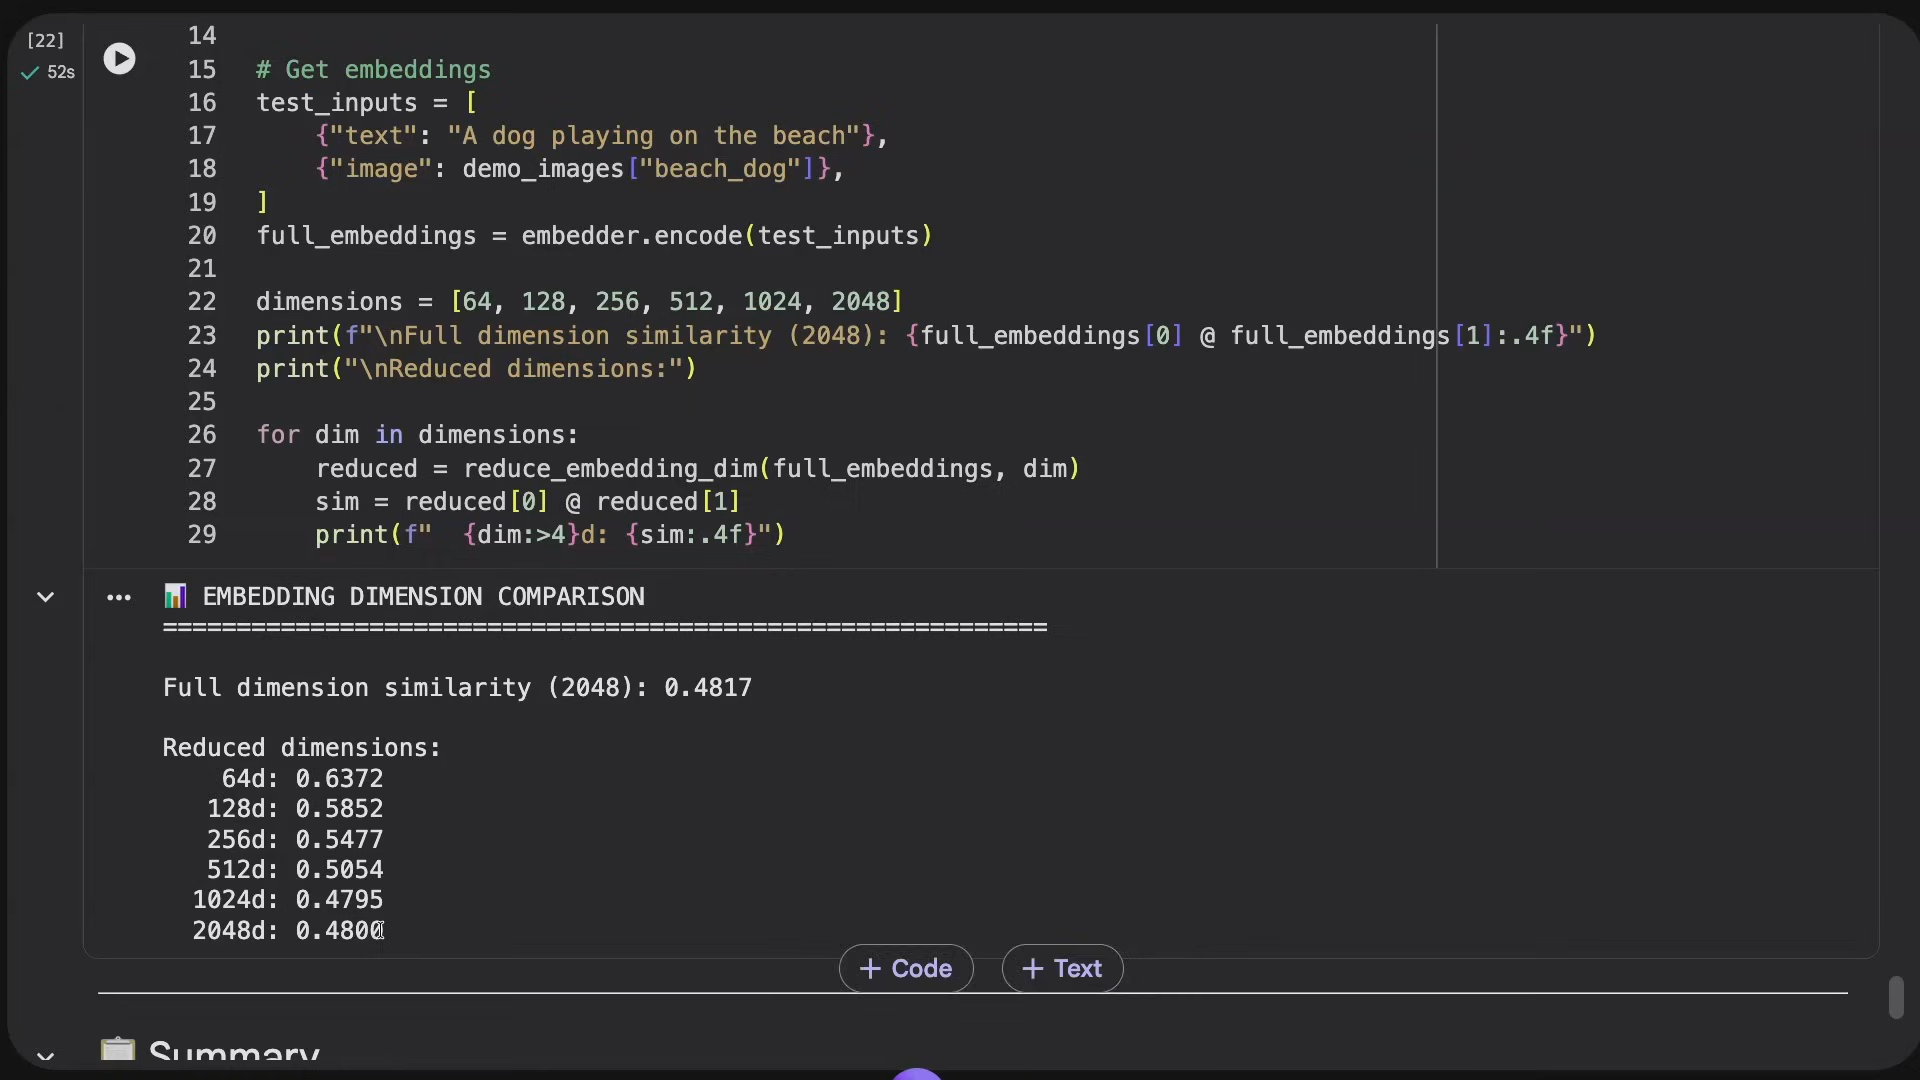 [22]
52s
14
15 # Get embeddings
16 test_inputs = [
17     {"text": "A dog playing on the beach"},
18     {"image": demo_images["beach_dog"]},
19 ]
20 full_embeddings = embedder.encode(test_inputs)
21
22 dimensions = [64, 128, 256, 512, 1024, 2048]
23 print(f"\nFull dimension similarity (2048): {full_embeddings[0] @ full_embeddings[1]:.4f}")
24 print("\nReduced dimensions:")
25
26 for dim in dimensions:
27     reduced = reduce_embedding_dim(full_embeddings, dim)
28     sim = reduced[0] @ reduced[1]
29     print(f"  {dim:>4}d: {sim:.4f}")
📊 EMBEDDING DIMENSION COMPARISON
============================================================
Full dimension similarity (2048): 0.4817
Reduced dimensions:
    64d: 0.6372
   128d: 0.5852
   256d: 0.5477
   512d: 0.5054
  1024d: 0.4795
  2048d: 0.4800
+ Code + Text
📋 Summary